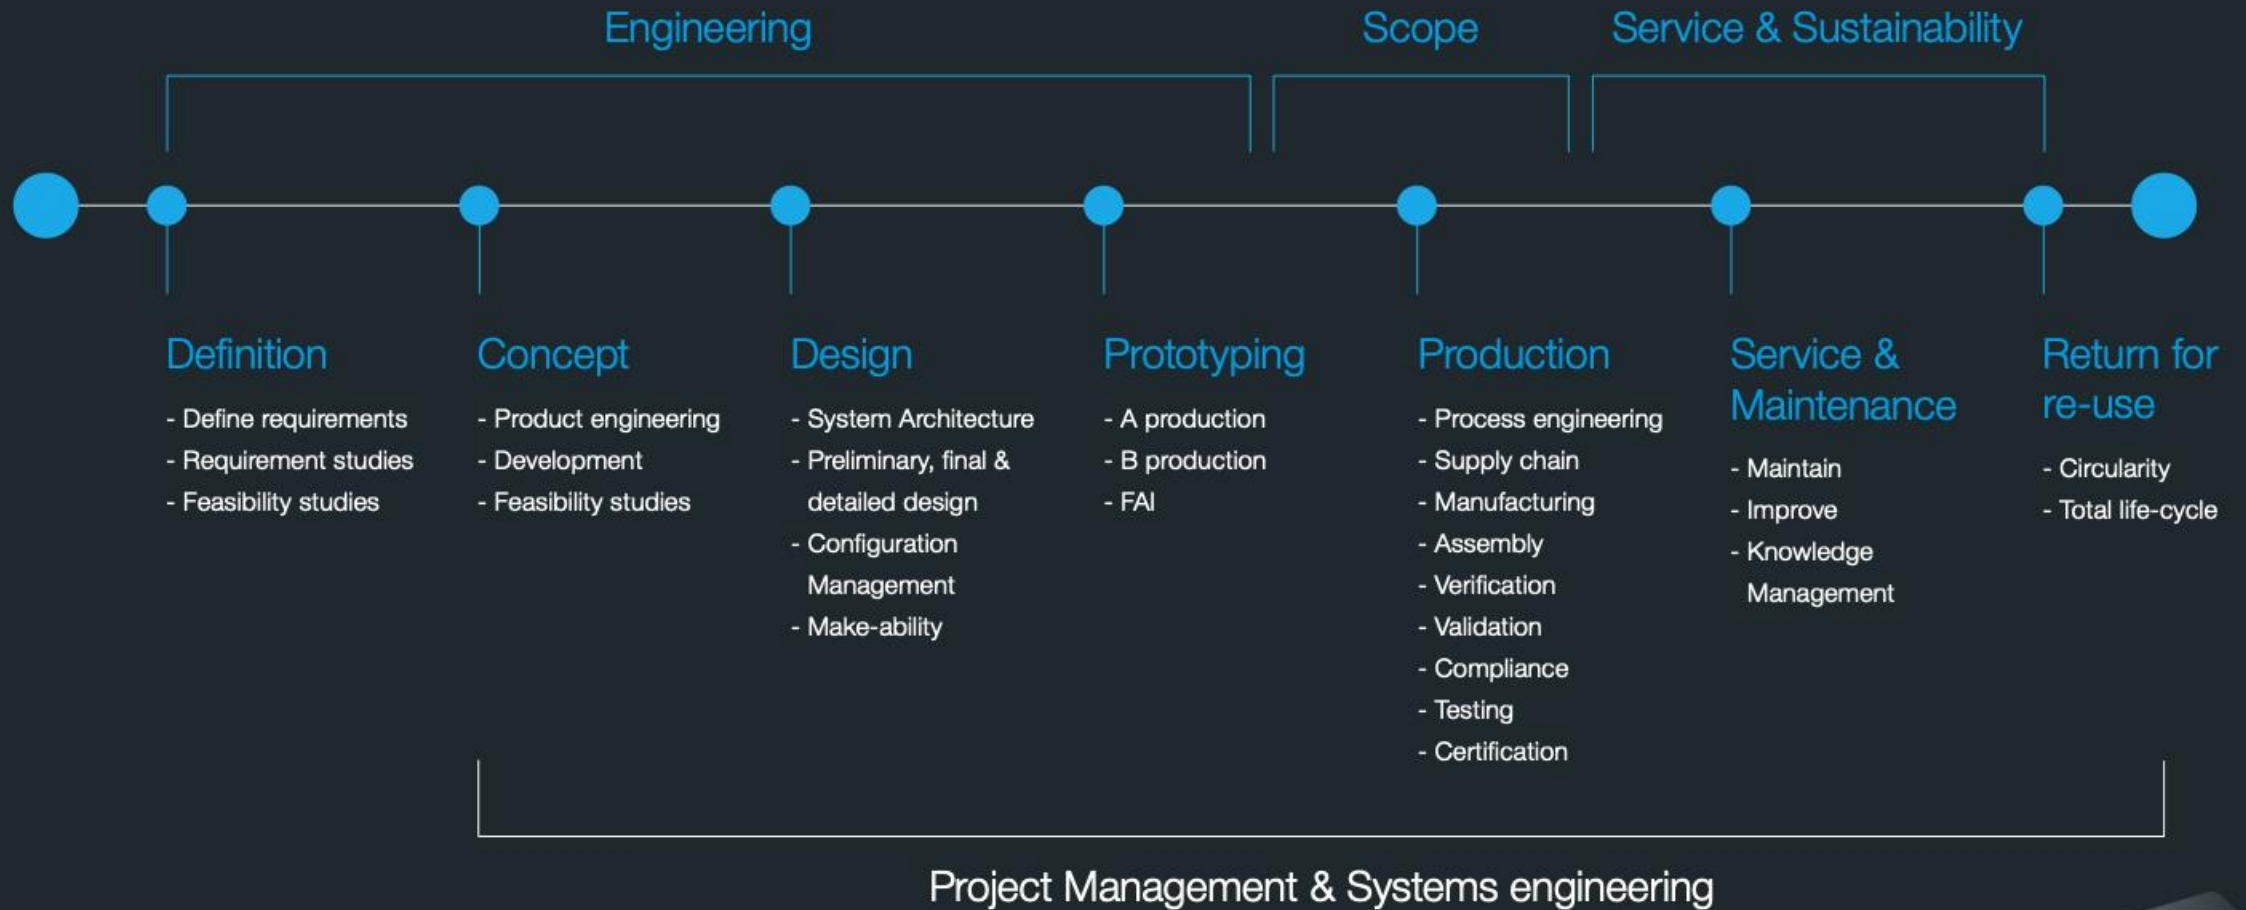 Engineering
Scope
Service & Sustainability
Definition
- Define requirements
- Requirement studies
- Feasibility studies
Concept
- Product engineering
- Development
- Feasibility studies
Design
- System Architecture
- Preliminary, final &
detailed design
- Configuration
Management
- Make-ability
Prototyping
- A production
- B production
- FAI
Production
- Process engineering
- Supply chain
- Manufacturing
- Assembly
- Verification
- Validation
- Compliance
- Testing
- Certification
Service &
Maintenance
- Maintain
- Improve
- Knowledge
Management
Return for
re-use
- Circularity
- Total life-cycle
Project Management & Systems engineering